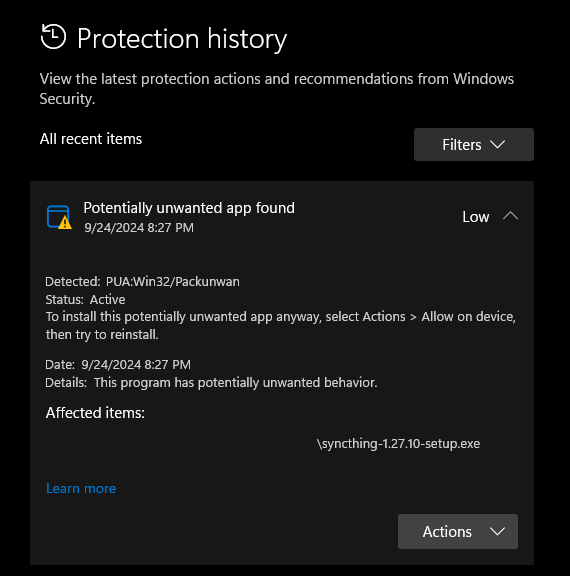 Protection history
View the latest protection actions and recommendations from Windows
Security.
All recent items
Filters
Potentially unwanted app found
9/24/2024 8:27 PM
Low
Detected: PUA:Win32/Packunwan
Status: Active
To install this potentially unwanted app anyway, select Actions > Allow on device,
then try to reinstall.
Date: 9/24/2024 8:27 PM
Details: This program has potentially unwanted behavior.
Affected items:
\syncthing-1.27.10-setup.exe
Learn more
Actions